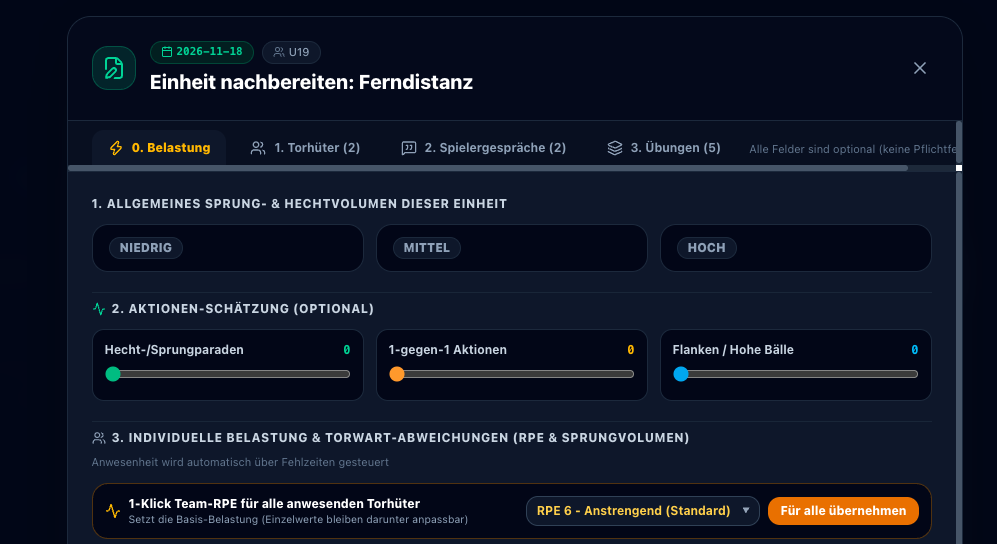 2026-11-18
U19
Einheit nachbereiten: Ferndistanz
0. Belastung
1. Torhüter (2)
2. Spielergespräche (2)
3. Übungen (5)
Alle Felder sind optional (keine Pflichtfe
1. ALLGEMEINES SPRUNG- & HECHTVOLUMEN DIESER EINHEIT
NIEDRIG
MITTEL
HOCH
2. AKTIONEN-SCHÄTZUNG (OPTIONAL)
Hecht-/Sprungparaden 0
1-gegen-1 Aktionen 0
Flanken / Hohe Bälle 0
3. INDIVIDUELLE BELASTUNG & TORWART-ABWEICHUNGEN (RPE & SPRUNGVOLUMEN)
Anwesenheit wird automatisch über Fehlzeiten gesteuert
1-Klick Team-RPE für alle anwesenden Torhüter
Setzt die Basis-Belastung (Einzelwerte bleiben darunter anpassbar)
RPE 6 - Anstrengend (Standard)
Für alle übernehmen